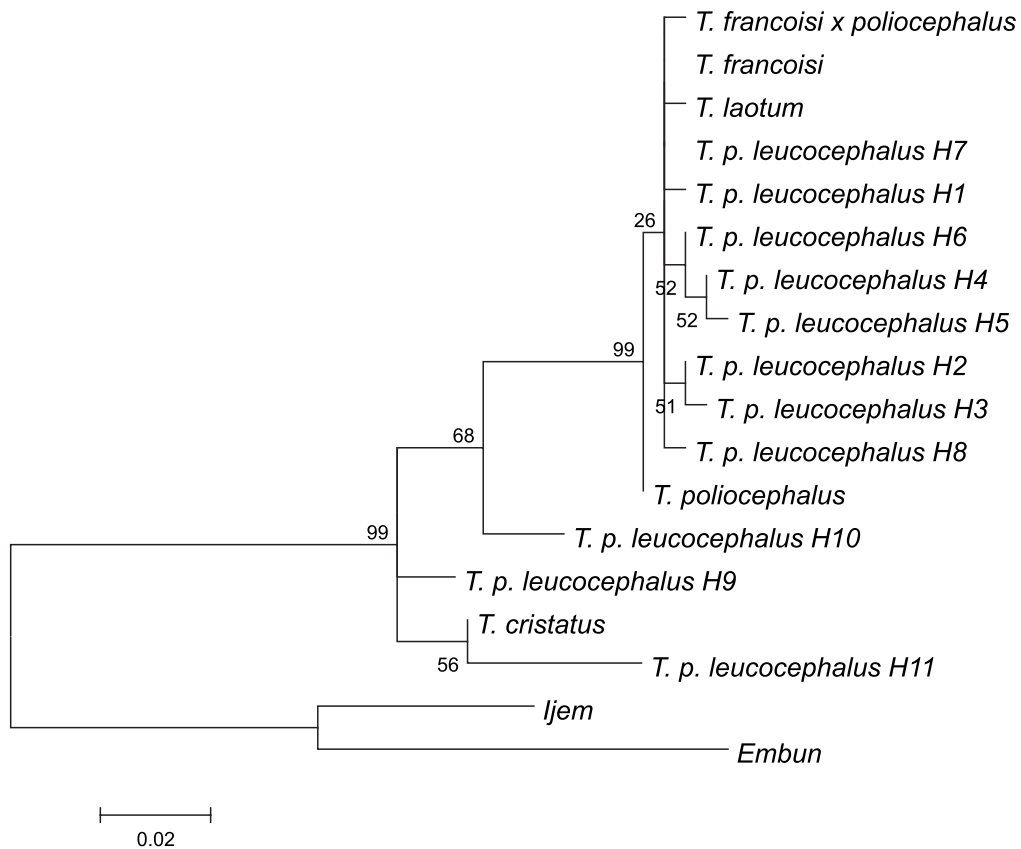 T. francoisi x poliocephalus
T. francoisi
T. laotum
T. p. leucocephalus H7
T. p. leucocephalus H1
26
T. p. leucocephalus H6
52
T. p. leucocephalus H4
52
T. p. leucocephalus H5
99
T. p. leucocephalus H2
51
T. p. leucocephalus H3
68
T. p. leucocephalus H8
T. poliocephalus
99
T. p. leucocephalus H10
T. p. leucocephalus H9
T. cristatus
56
T. p. leucocephalus H11
Ijem
Embun
0.02